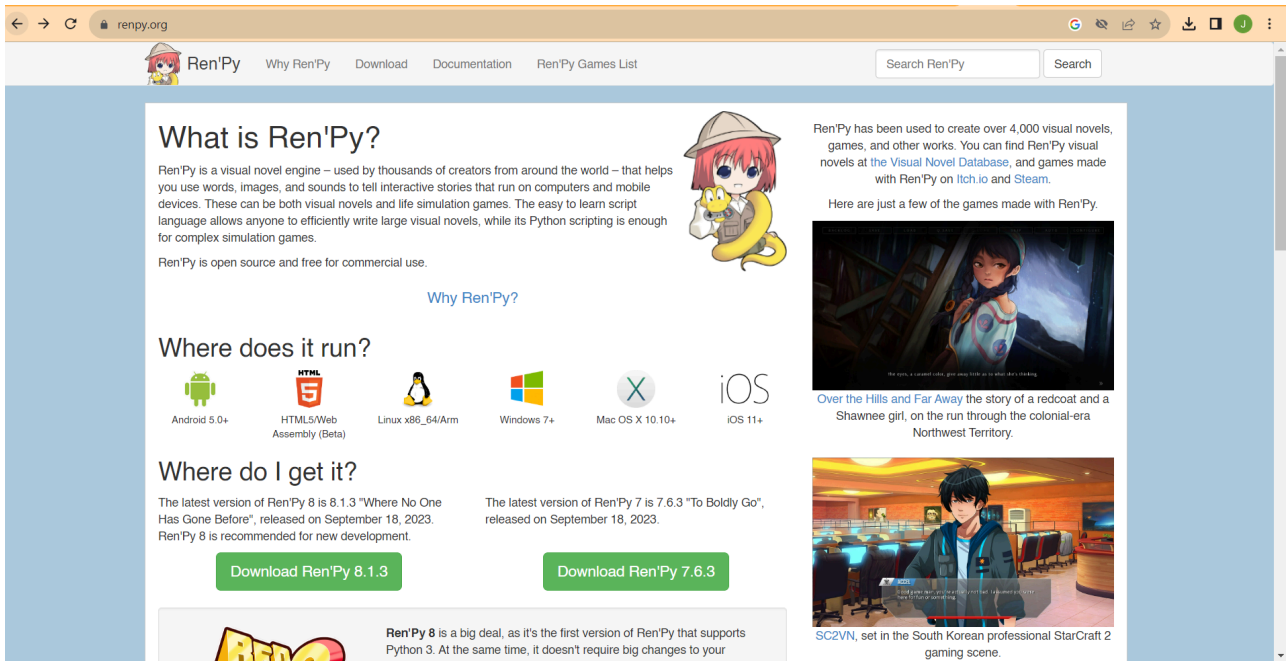 renpy.org
J
Ren'Py
Why Ren'Py
Download
Documentation
Ren'Py Games List
Search Ren'Py
Search
What is Ren'Py?
Ren'Py is a visual novel engine – used by thousands of creators from around the world – that helps
you use words, images, and sounds to tell interactive stories that run on computers and mobile
devices. These can be both visual novels and life simulation games. The easy to learn script
language allows anyone to efficiently write large visual novels, while its Python scripting is enough
for complex simulation games.
Ren'Py is open source and free for commercial use.
Why Ren'Py?
Where does it run?
HTML
5
X
iOS
Android 5.0+
HTML5/Web
Assembly (Beta)
Linux x86_64/Arm
Windows 7+
Mac OS X 10.10+
iOS 11+
Where do I get it?
The latest version of Ren'Py 8 is 8.1.3 "Where No One
Has Gone Before", released on September 18, 2023.
Ren'Py 8 is recommended for new development.
Download Ren'Py 8.1.3
The latest version of Ren'Py 7 is 7.6.3 "To Boldly Go",
released on September 18, 2023.
Download Ren'Py 7.6.3
Ren'Py 8 is a big deal, as it's the first version of Ren'Py that supports
Python 3. At the same time, it doesn't require big changes to your
Ren'Py has been used to create over 4,000 visual novels,
games, and other works. You can find Ren'Py visual
novels at the Visual Novel Database, and games made
with Ren'Py on Itch.io and Steam.
Here are just a few of the games made with Ren'Py.
The eyes, a caramel color, give away little as to what she's thinking.
Over the Hills and Far Away the story of a redcoat and a
Shawnee girl, on the run through the colonial-era
Northwest Territory.
SC2VN, set in the South Korean professional StarCraft 2
gaming scene.